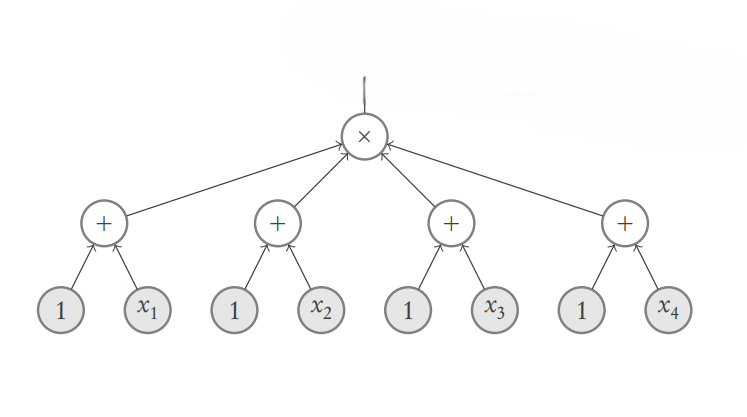 ×
+ + + +
1 x₁ 1 x₂ 1 x₃ 1 x₄